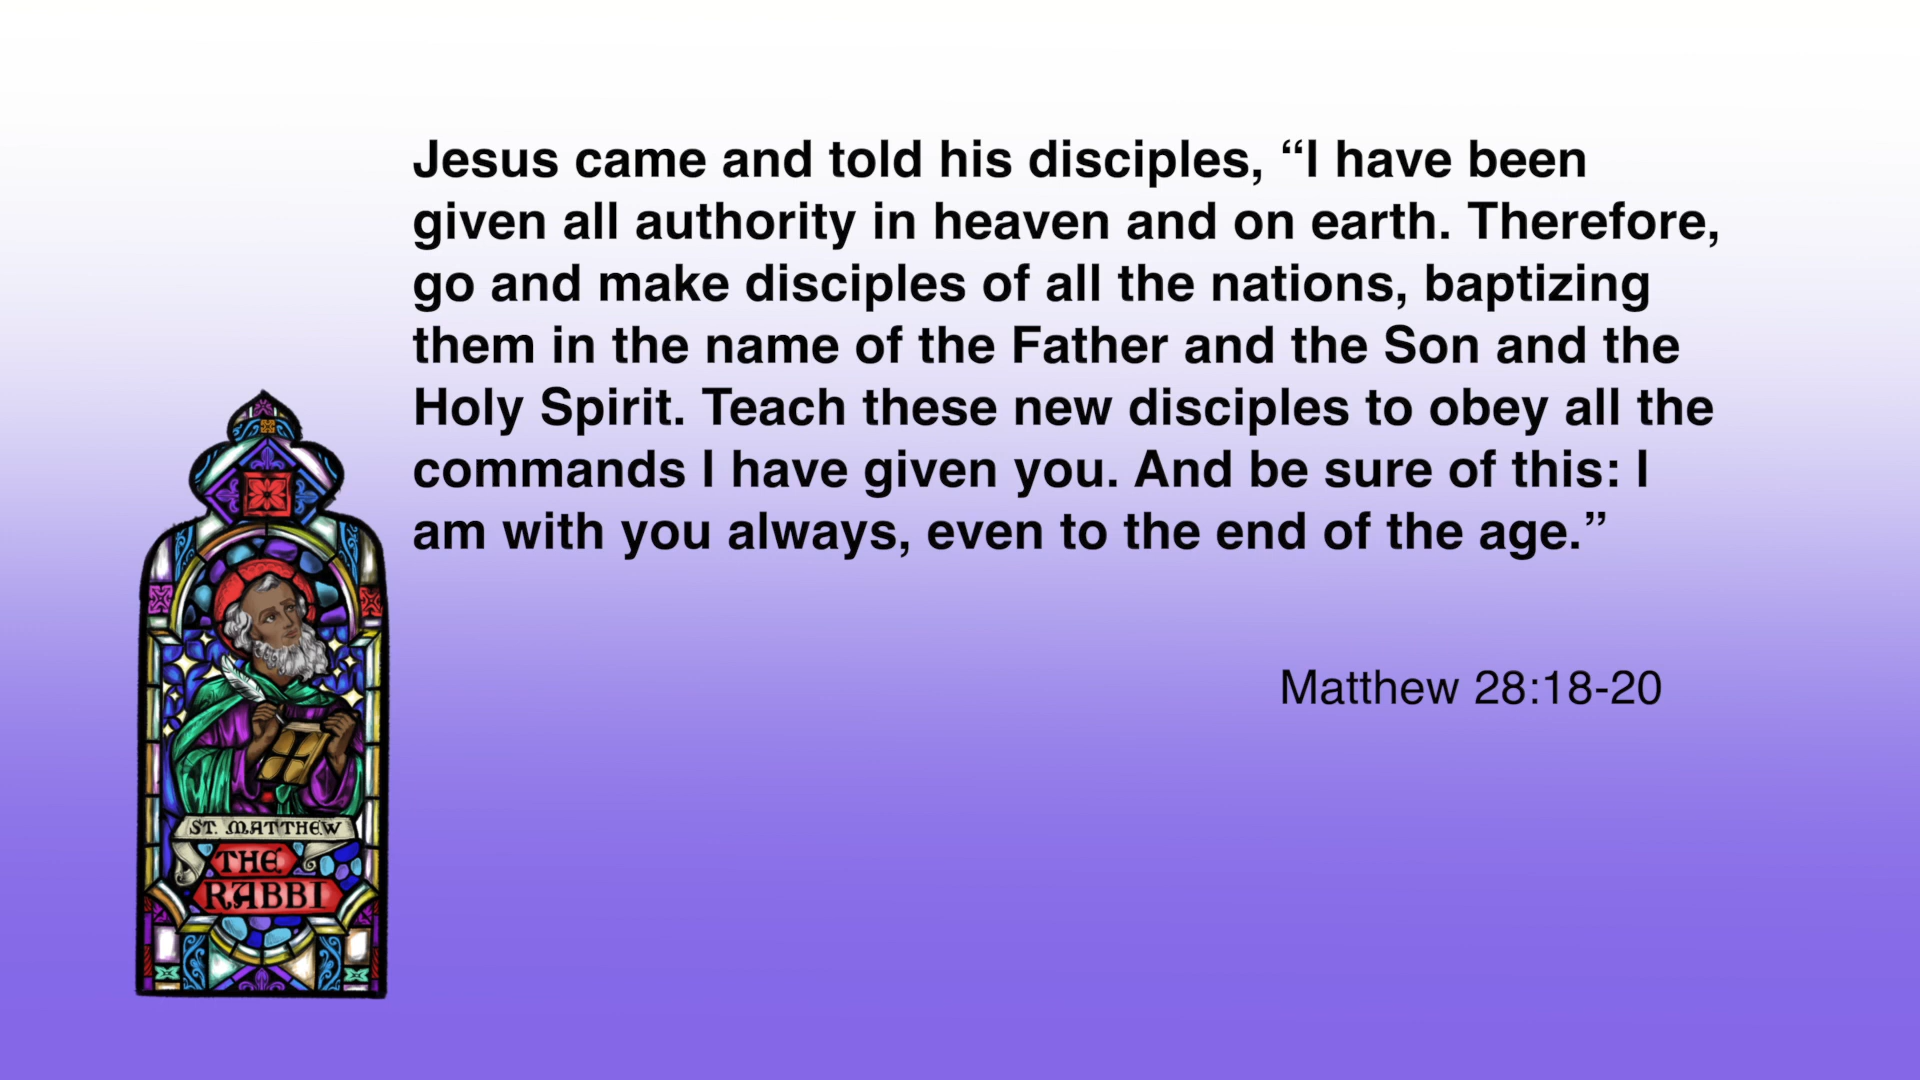 Jesus came and told his disciples, “I have been
given all authority in heaven and on earth. Therefore,
go and make disciples of all the nations, baptizing
them in the name of the Father and the Son and the
Holy Spirit. Teach these new disciples to obey all the
commands I have given you. And be sure of this: I
am with you always, even to the end of the age.”
Matthew 28:18-20
ST. MATTHEW
THE
RABBI